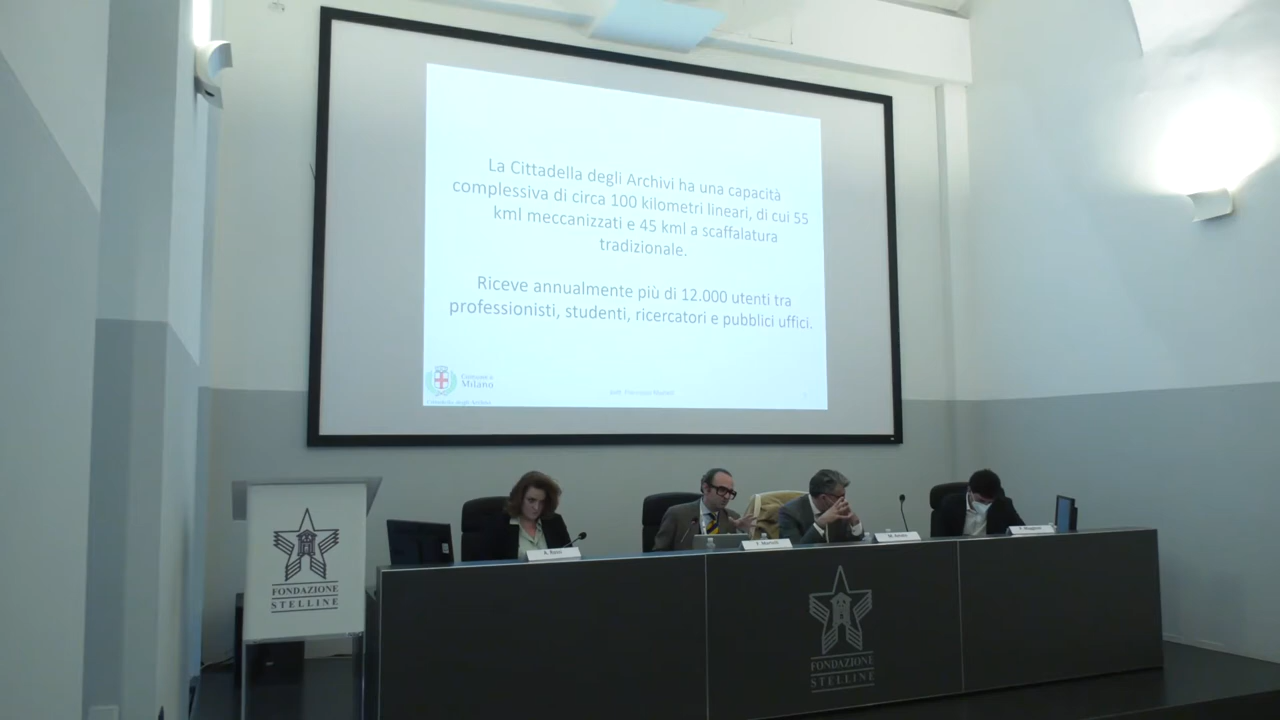 La Cittadella degli Archivi ha una capacità
complessiva di circa 100 kilometri lineari, di cui 55
kml meccanizzati e 45 kml a scaffalatura
tradizionale.
Riceve annualmente più di 12.000 utenti tra
professionisti, studenti, ricercatori e pubblici uffici.
Milano
FONDAZIONE
STELLINE
FONDAZIONE
STELLINE